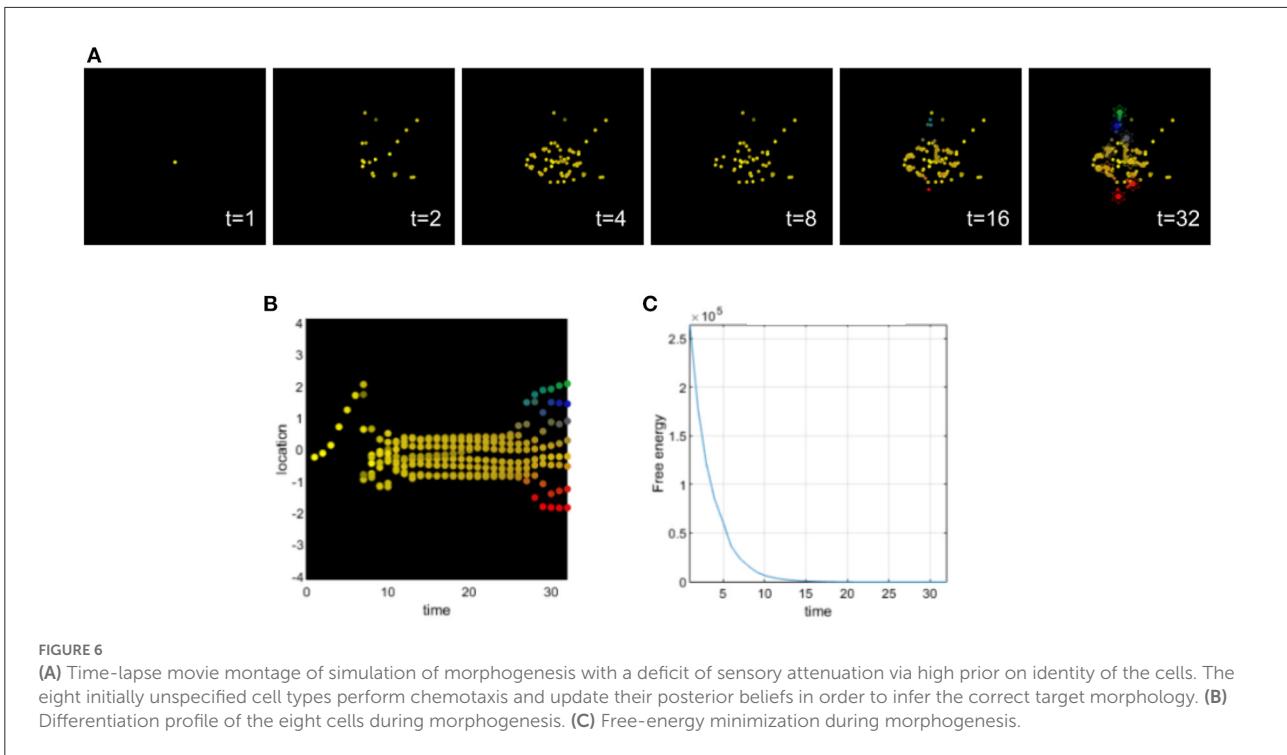 A
t=1 t=2 t=4 t=8 t=16 t=32
B
4
3
2
1
0
-1
-2
-3
-4
location
0 10 20 30
time
C
× 10^5
2.5
2
1.5
1
0.5
0
Free energy
5 10 15 20 25 30
time
FIGURE 6
(A) Time-lapse movie montage of simulation of morphogenesis with a deficit of sensory attenuation via high prior on identity of the cells. The
eight initially unspecified cell types perform chemotaxis and update their posterior beliefs in order to infer the correct target morphology. (B)
Differentiation profile of the eight cells during morphogenesis. (C) Free-energy minimization during morphogenesis.